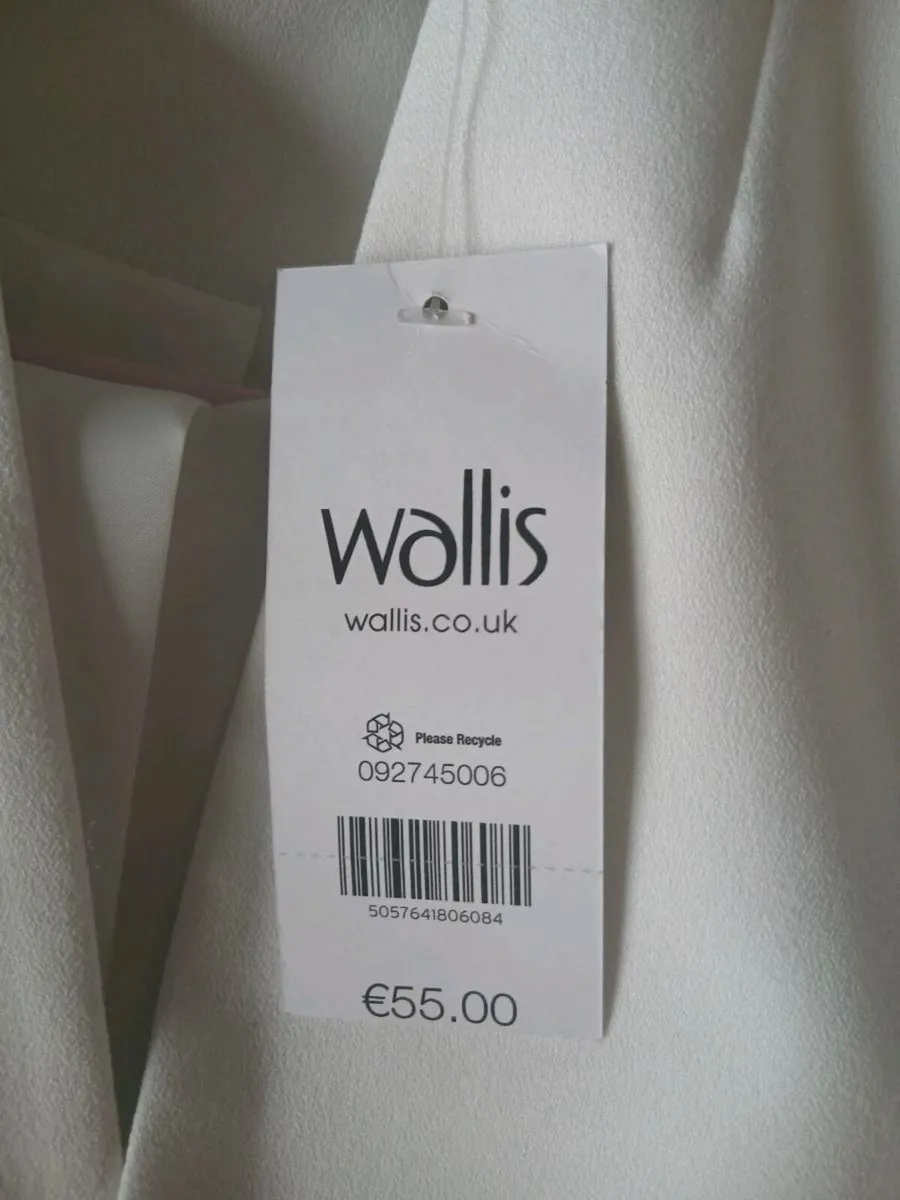 wallis
wallis.co.uk
Please Recycle
092745006
5057641806084
€55.00